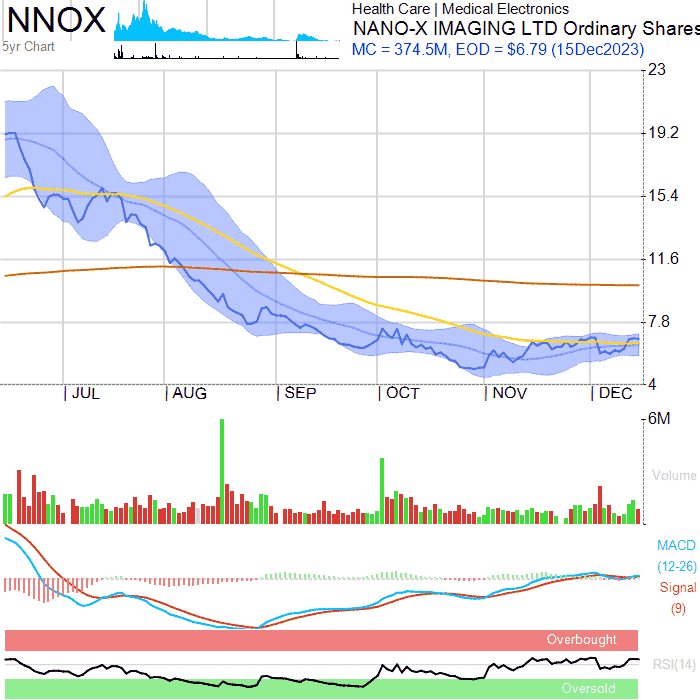 NNOX
5yr Chart
Health Care | Medical Electronics
NANO-X IMAGING LTD Ordinary Shares
MC = 374.5M, EOD = $6.79 (15Dec2023)
23
19.2
15.4
11.6
7.8
4
JUL AUG SEP OCT NOV DEC
6M
Volume
MACD
(12-26)
Signal
(9)
Overbought
RSI(14)
Oversold